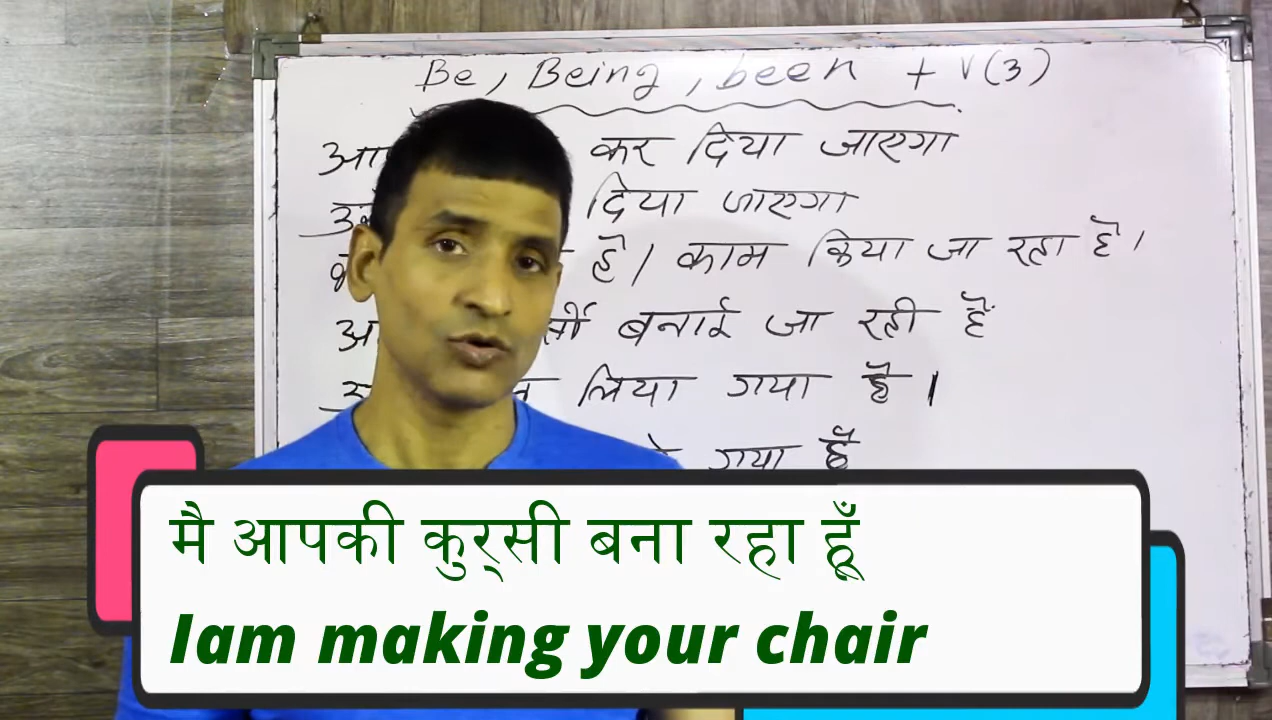 Be, Being, been + V(3)
कर दिया जाएगा
दिया जाएगा
है। काम किया जा रहा है।
बनाई जा रही हैं
लिया गया है।
गया है
मै आपकी कुर्‌सी बना रहा हूँ
Iam making your chair